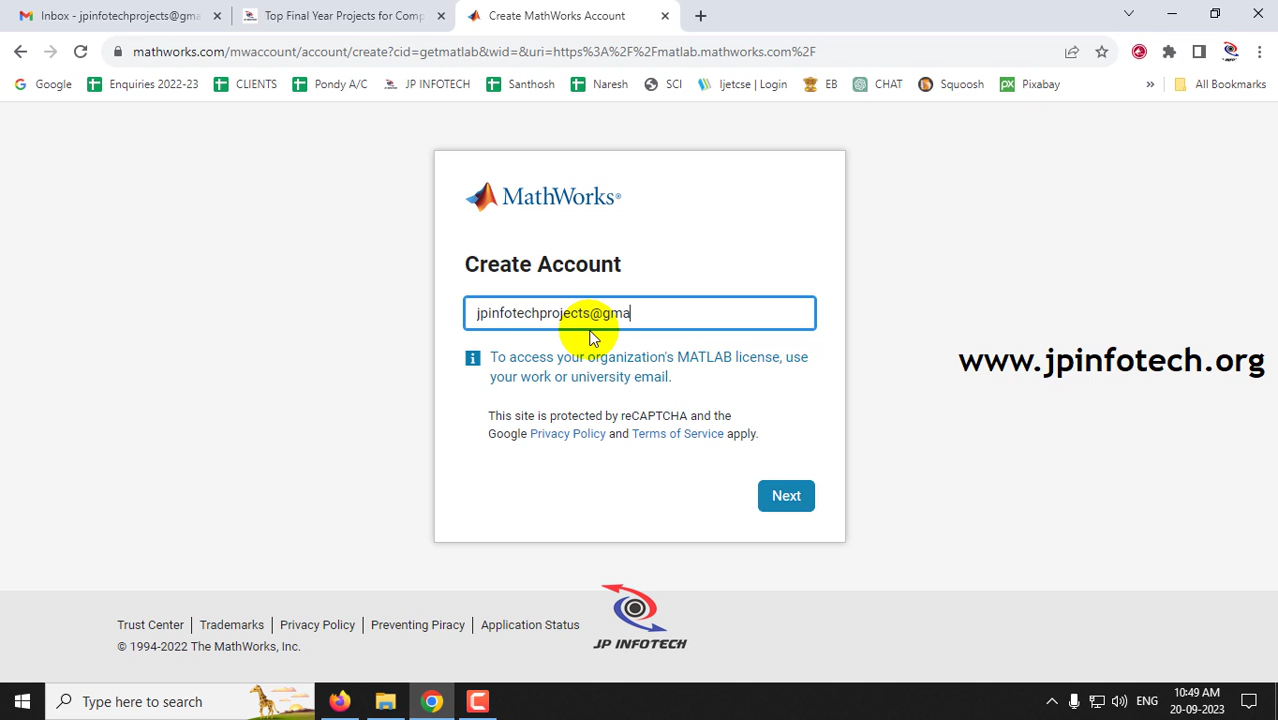 Inbox - jpinfotechprojects@gma
Top Final Year Projects for Comp
Create MathWorks Account
mathworks.com/mwaccount/account/create?cid=getmatlab&wid=&uri=https%3A%2F%2Fmatlab.mathworks.com%2F
Google
Enquiries 2022-23
CLIENTS
Pondy A/C
JP INFOTECH
Santhosh
Naresh
SCI
Ijetcse | Login
EB
CHAT
Squoosh
px Pixabay
»
All Bookmarks
MathWorks®
Create Account
jpinfotechprojects@gma
To access your organization's MATLAB license, use
your work or university email.
www.jpinfotech.org
This site is protected by reCAPTCHA and the
Google Privacy Policy and Terms of Service apply.
Next
Trust Center
Trademarks
Privacy Policy
Preventing Piracy
Application Status
© 1994-2022 The MathWorks, Inc.
JP INFOTECH
Type here to search
ENG
10:49 AM
20-09-2023